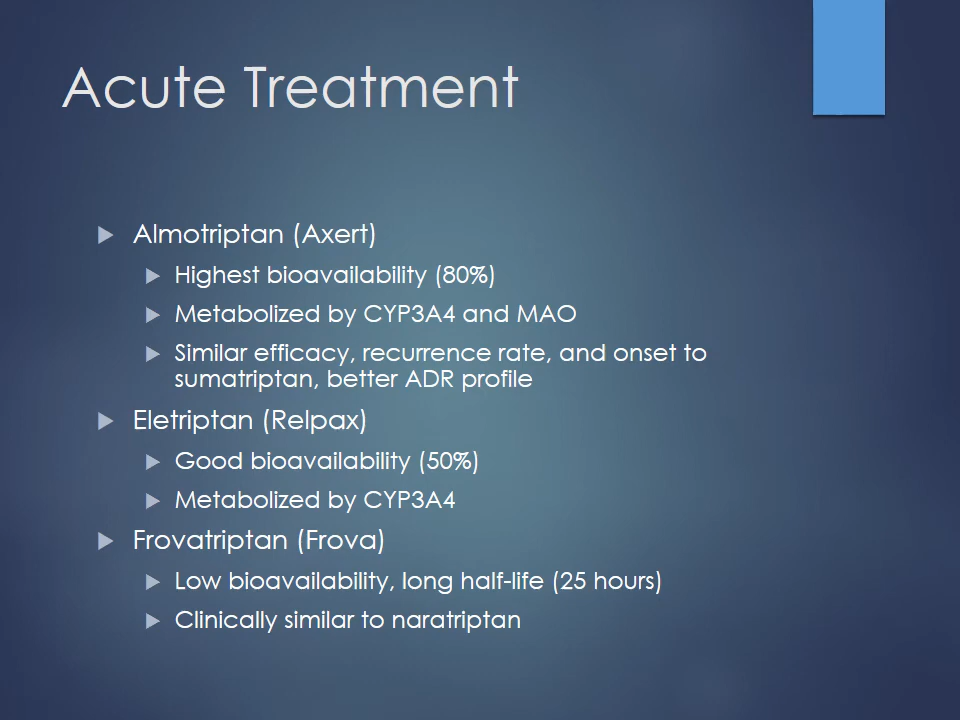 Acute Treatment
Almotriptan (Axert)
Highest bioavailability (80%)
Metabolized by CYP3A4 and MAO
Similar efficacy, recurrence rate, and onset to
sumatriptan, better ADR profile
Eletriptan (Relpax)
Good bioavailability (50%)
Metabolized by CYP3A4
Frovatriptan (Frova)
Low bioavailability, long half-life (25 hours)
Clinically similar to naratriptan